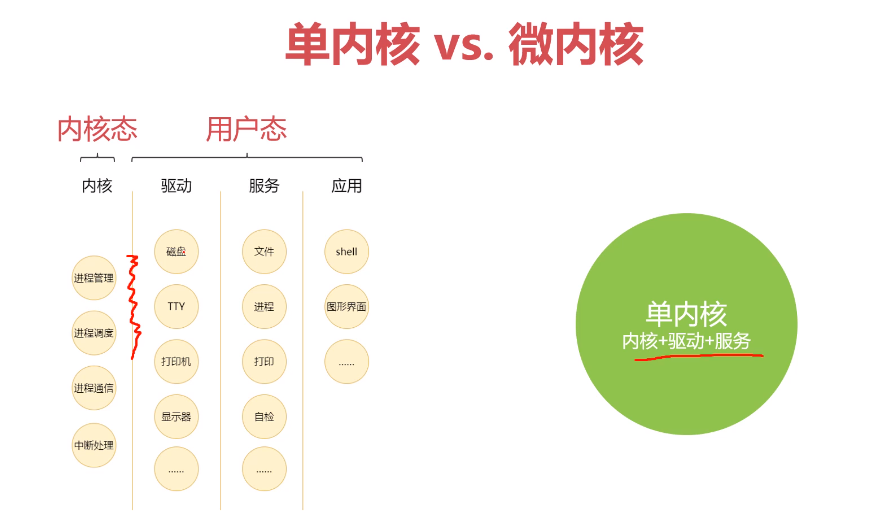 单内核 vs. 微内核
内核态
用户态
内核
驱动
服务
应用
进程管理
进程调度
进程通信
中断处理
磁盘
TTY
打印机
显示器
......
文件
进程
打印
自检
......
shell
图形界面
......
单内核
内核+驱动+服务